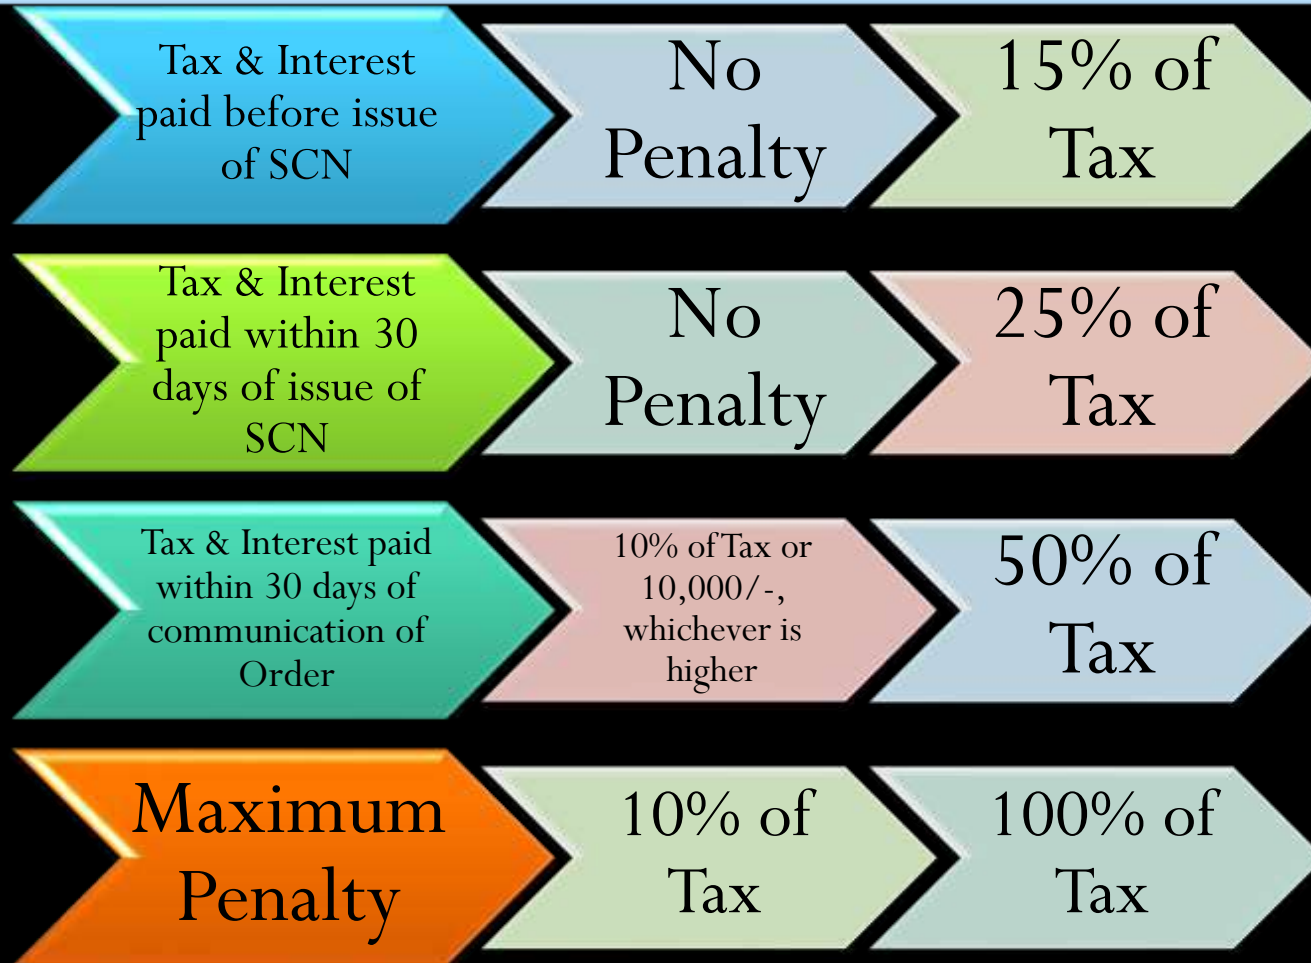 Tax & Interest
paid before issue
of SCN
No
Penalty
15% of
Tax
Tax & Interest
paid within 30
days of issue of
SCN
No
Penalty
25% of
Tax
Tax & Interest paid
within 30 days of
communication of
Order
10% of Tax or
10,000/-,
whichever is
higher
50% of
Tax
Maximum
Penalty
10% of
Tax
100% of
Tax